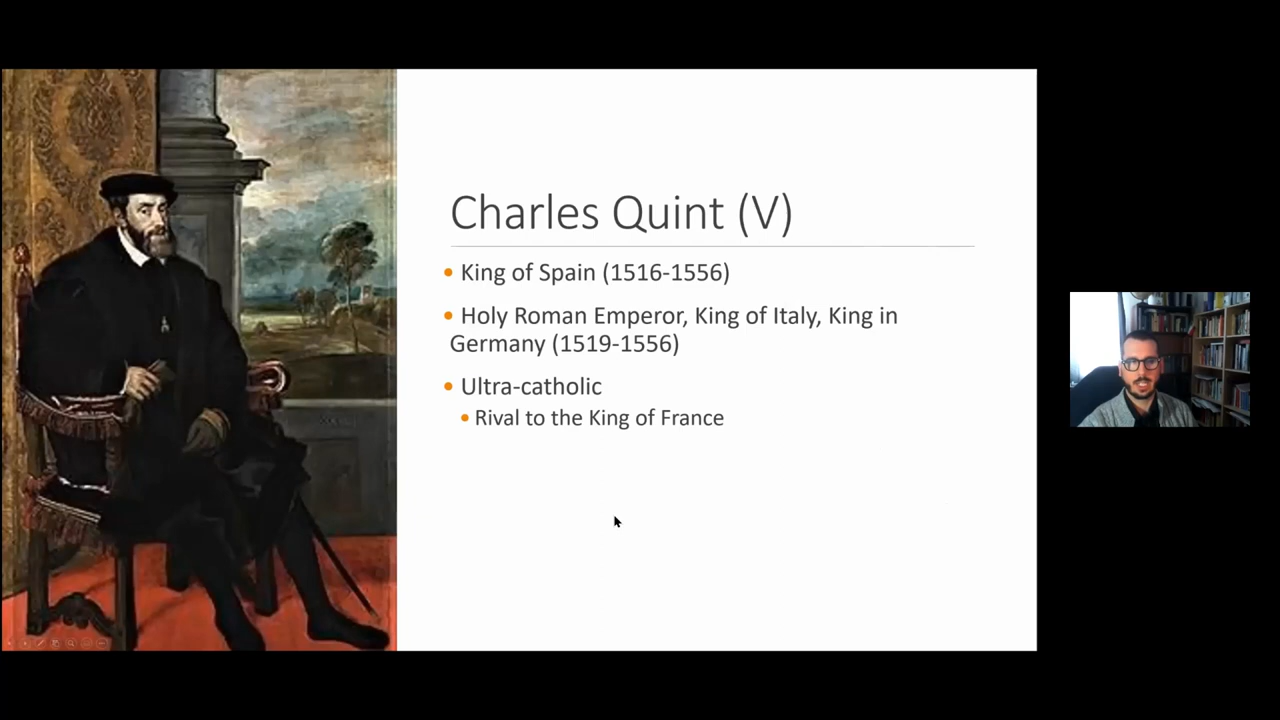 Charles Quint (V)
• King of Spain (1516-1556)
• Holy Roman Emperor, King of Italy, King in
Germany (1519-1556)
• Ultra-catholic
• Rival to the King of France